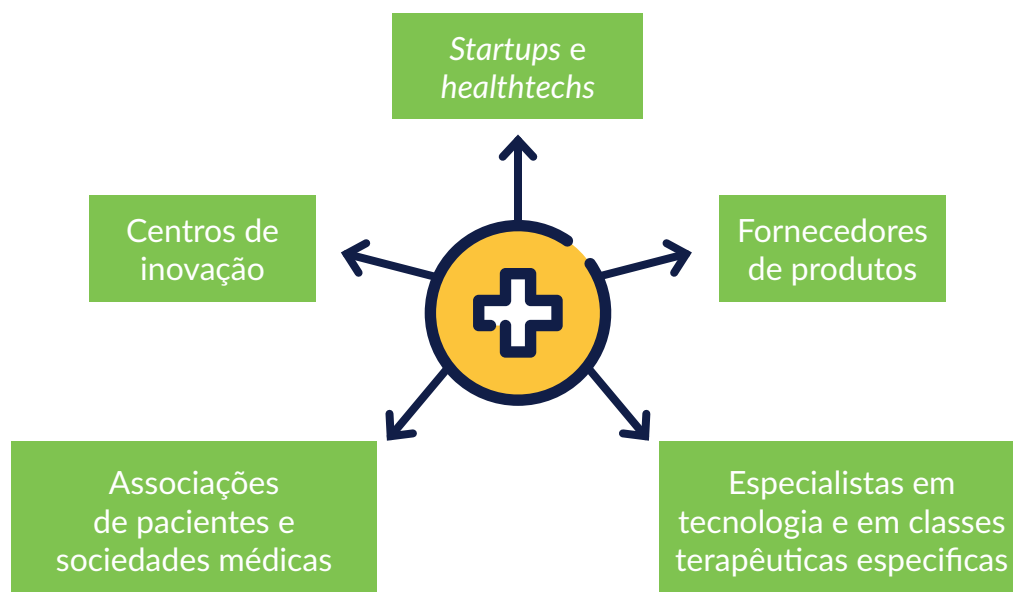 Startups e
healthtechs
Centros de
inovação
Fornecedores
de produtos
Associações
de pacientes e
sociedades médicas
Especialistas em
tecnologia e em classes
terapêuticas especificas